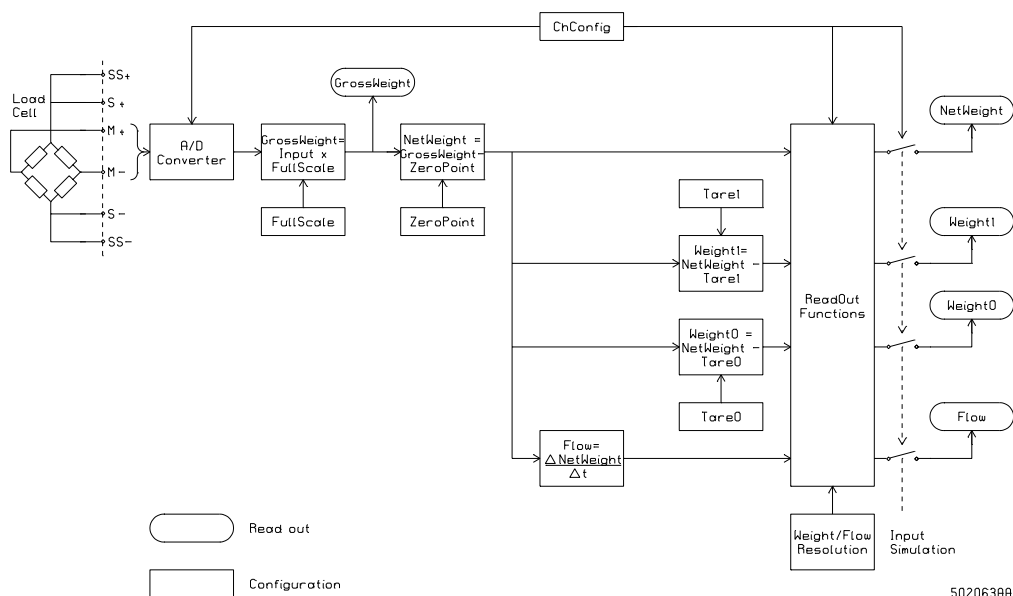 ChConfig
Load
Cell
SS+
S+
M+
M-
S-
SS-
A/D
Converter
GrossWeight=
Input x
FullScale
FullScale
GrossWeight
NetWeight =
GrossWeight-
ZeroPoint
ZeroPoint
Tare1
Weight1=
NetWeight -
Tare1
Weight0 =
NetWeight -
Tare0
Tare0
Flow=
△ NetWeight
△t
ReadOut
Functions
Weight/Flow
Resolution
Input
Simulation
NetWeight
Weight1
Weight0
Flow
Read out
Configuration
502063AA